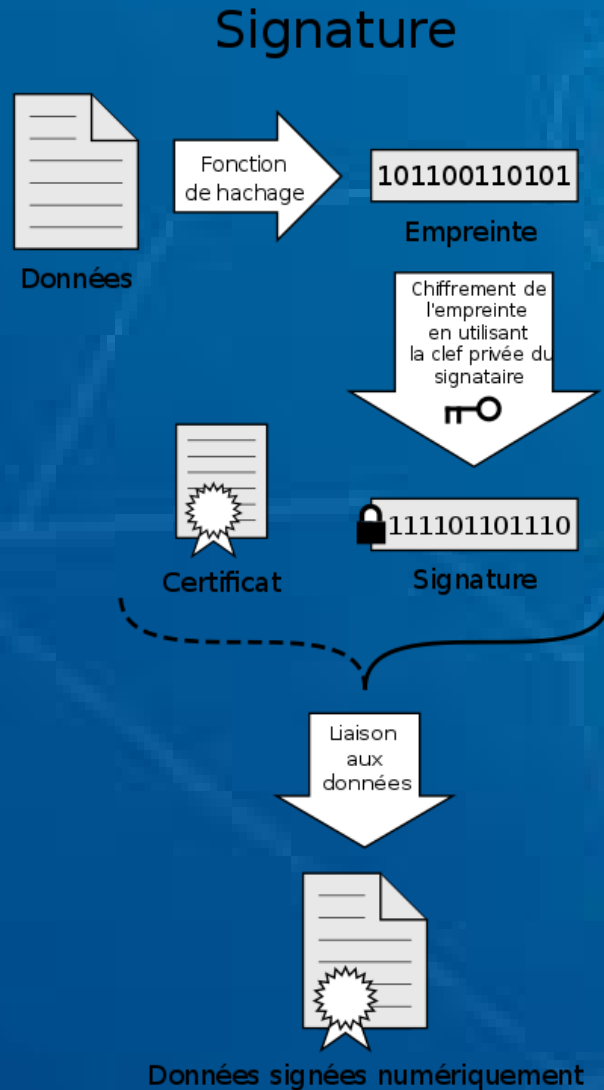 Signature
Fonction
de hachage
101100110101
Empreinte
Données
Chiffrement de
l'empreinte
en utilisant
la clef privée du
signataire
111101101110
Certificat
Signature
Liaison
aux
données
Données signées numériquement